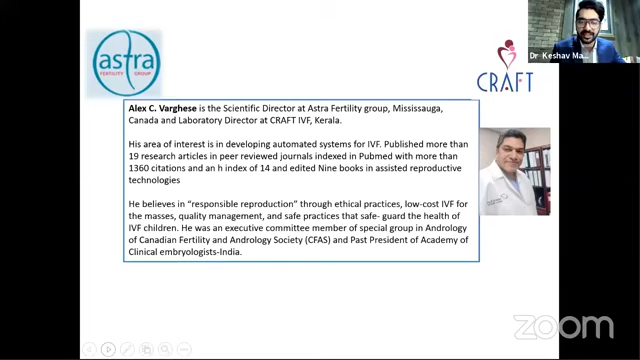 astra
FERTILITY GROUP
Dr Keshav Ma...
CRAFT
Alex C. Varghese is the Scientific Director at Astra Fertility group, Mississauga,
Canada and Laboratory Director at CRAFT IVF, Kerala.
His area of interest is in developing automated systems for IVF. Published more than
19 research articles in peer reviewed journals indexed in Pubmed with more than
1360 citations and an h index of 14 and edited Nine books in assisted reproductive
technologies
He believes in “responsible reproduction” through ethical practices, low-cost IVF for
the masses, quality management, and safe practices that safe- guard the health of
IVF children. He was an executive committee member of special group in Andrology
of Canadian Fertility and Andrology Society (CFAS) and Past President of Academy of
Clinical embryologists-India.
zoom